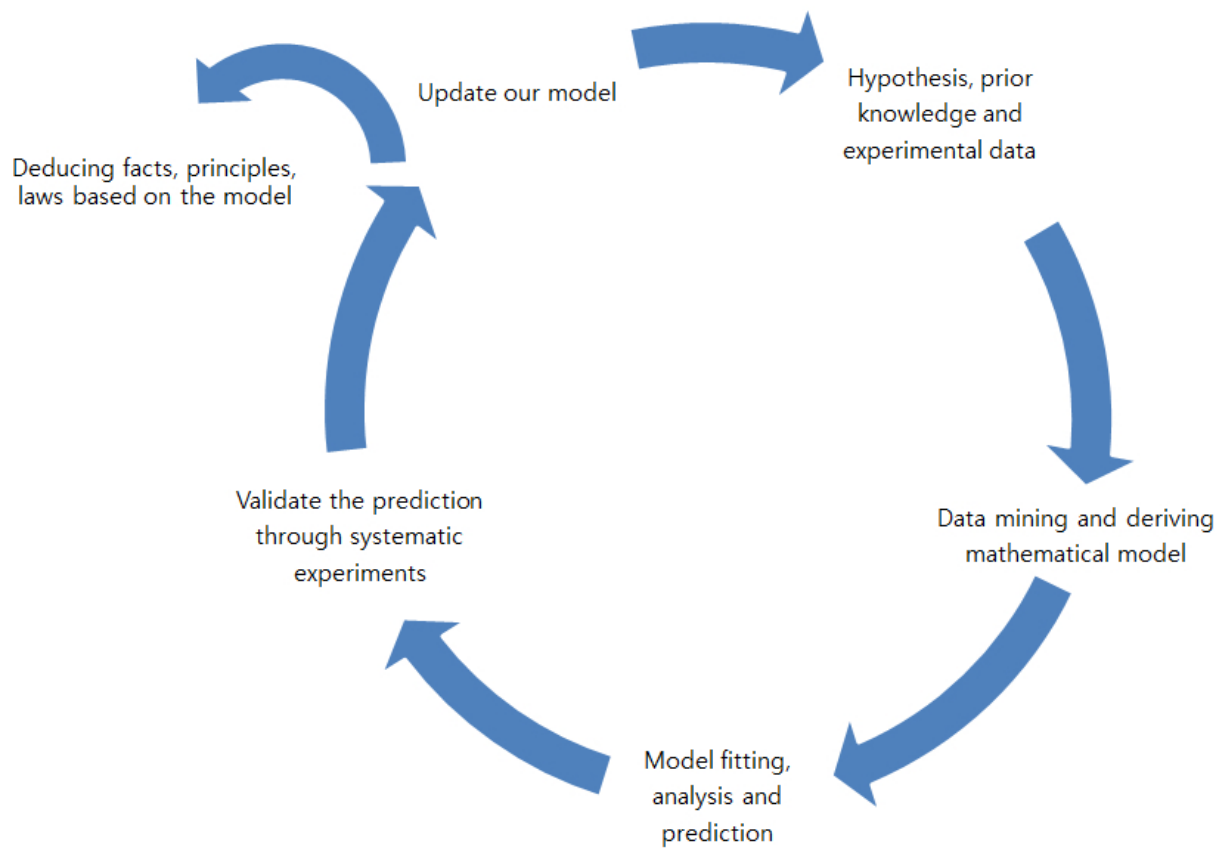 Update our model
Hypothesis, prior
knowledge and
experimental data
Data mining and deriving
mathematical model
Model fitting,
analysis and
prediction
Validate the prediction
through systematic
experiments
Deducing facts, principles,
laws based on the model